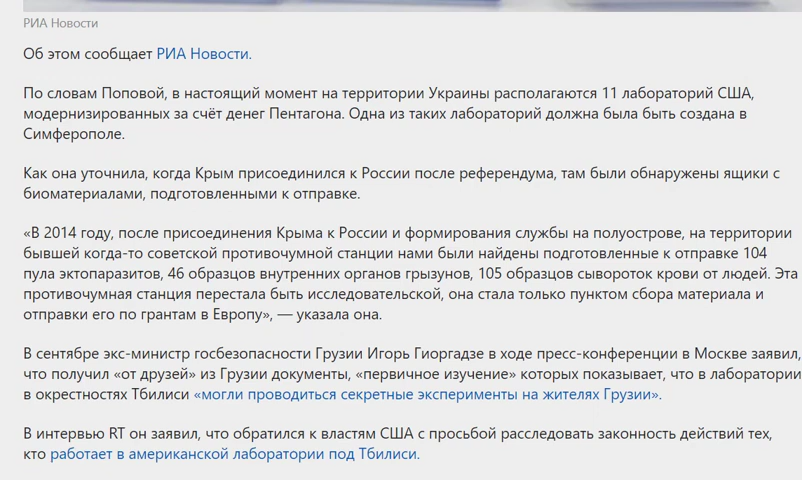 РИА Новости
Об этом сообщает РИА Новости.
По словам Поповой, в настоящий момент на территории Украины располагаются 11 лабораторий США,
модернизированных за счёт денег Пентагона. Одна из таких лабораторий должна была быть создана в
Симферополе.
Как она уточнила, когда Крым присоединился к России после референдума, там были обнаружены ящики с
биоматериалами, подготовленными к отправке.
«В 2014 году, после присоединения Крыма к России и формирования службы на полуострове, на территории
бывшей когда-то советской противочумной станции нами были найдены подготовленные к отправке 104
пула эктопаразитов, 46 образцов внутренних органов грызунов, 105 образцов сывороток крови от людей. Эта
противочумная станция перестала быть исследовательской, она стала только пунктом сбора материала и
отправки его по грантам в Европу», — указала она.
В сентябре экс-министр госбезопасности Грузии Игорь Гиоргадзе в ходе пресс-конференции в Москве заявил,
что получил «от друзей» из Грузии документы, «первичное изучение» которых показывает, что в лаборатории
в окрестностях Тбилиси «могли проводиться секретные эксперименты на жителях Грузии».
В интервью RT он заявил, что обратился к властям США с просьбой расследовать законность действий тех,
кто работает в американской лаборатории под Тбилиси.